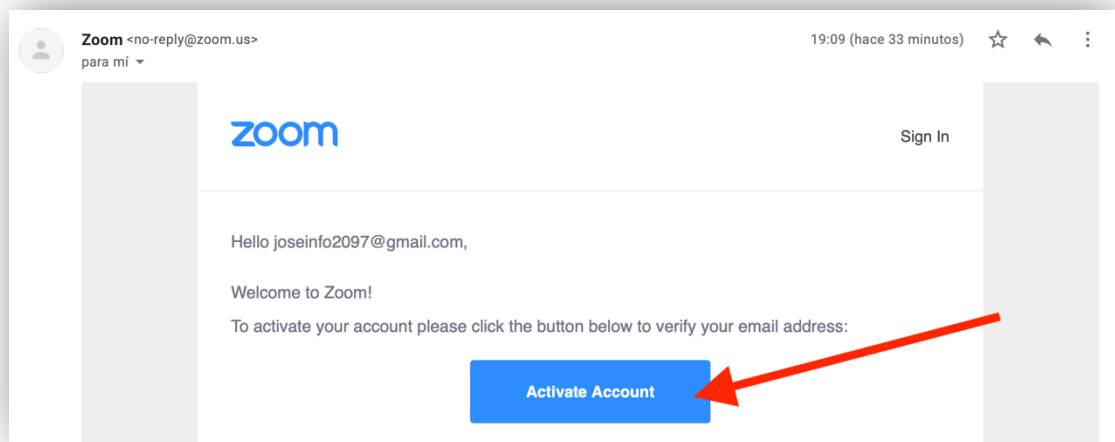 Zoom <no-reply@zoom.us> 19:09 (hace 33 minutos)
para mí
zoom Sign In
Hello joseinfo2097@gmail.com,
Welcome to Zoom!
To activate your account please click the button below to verify your email address:
Activate Account